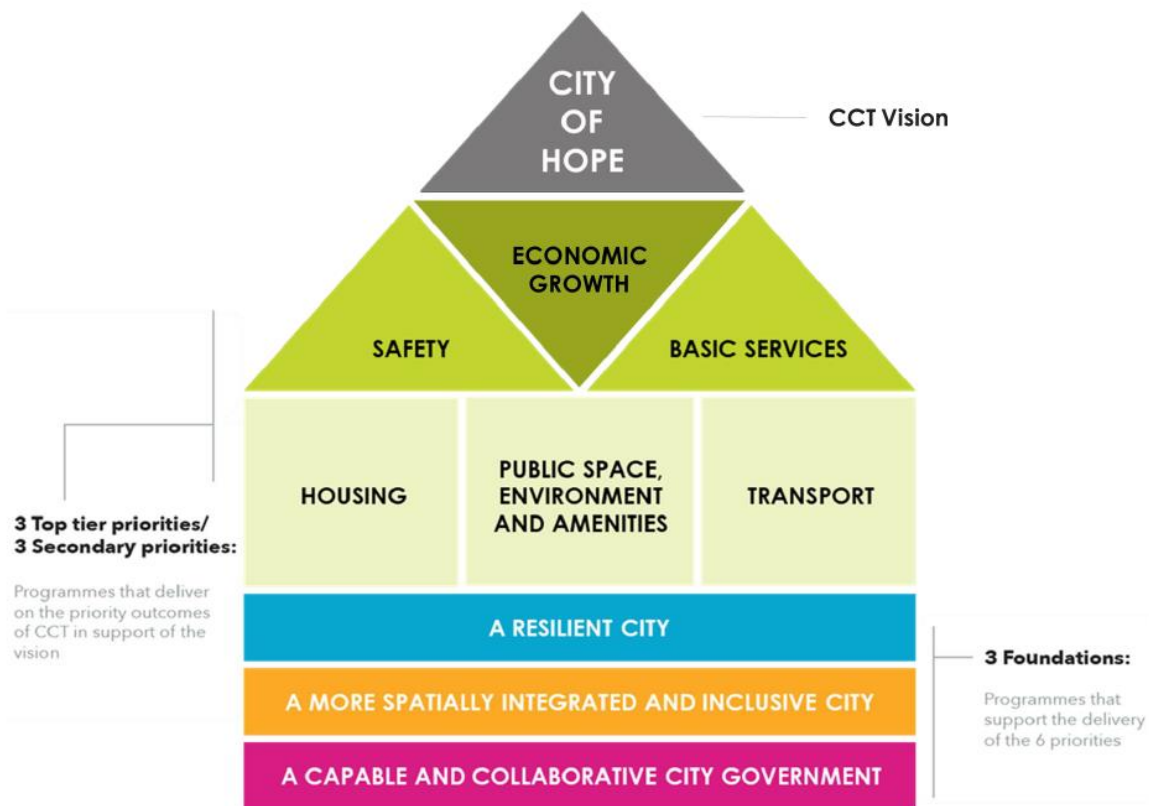 CITY
OF
HOPE
CCT Vision
ECONOMIC
GROWTH
SAFETY
BASIC SERVICES
HOUSING
PUBLIC SPACE,
ENVIRONMENT
AND AMENITIES
TRANSPORT
3 Top tier priorities/
3 Secondary priorities:
Programmes that deliver
on the priority outcomes
of CCT in support of the
vision
A RESILIENT CITY
A MORE SPATIALLY INTEGRATED AND INCLUSIVE CITY
A CAPABLE AND COLLABORATIVE CITY GOVERNMENT
3 Foundations:
Programmes that
support the delivery
of the 6 priorities